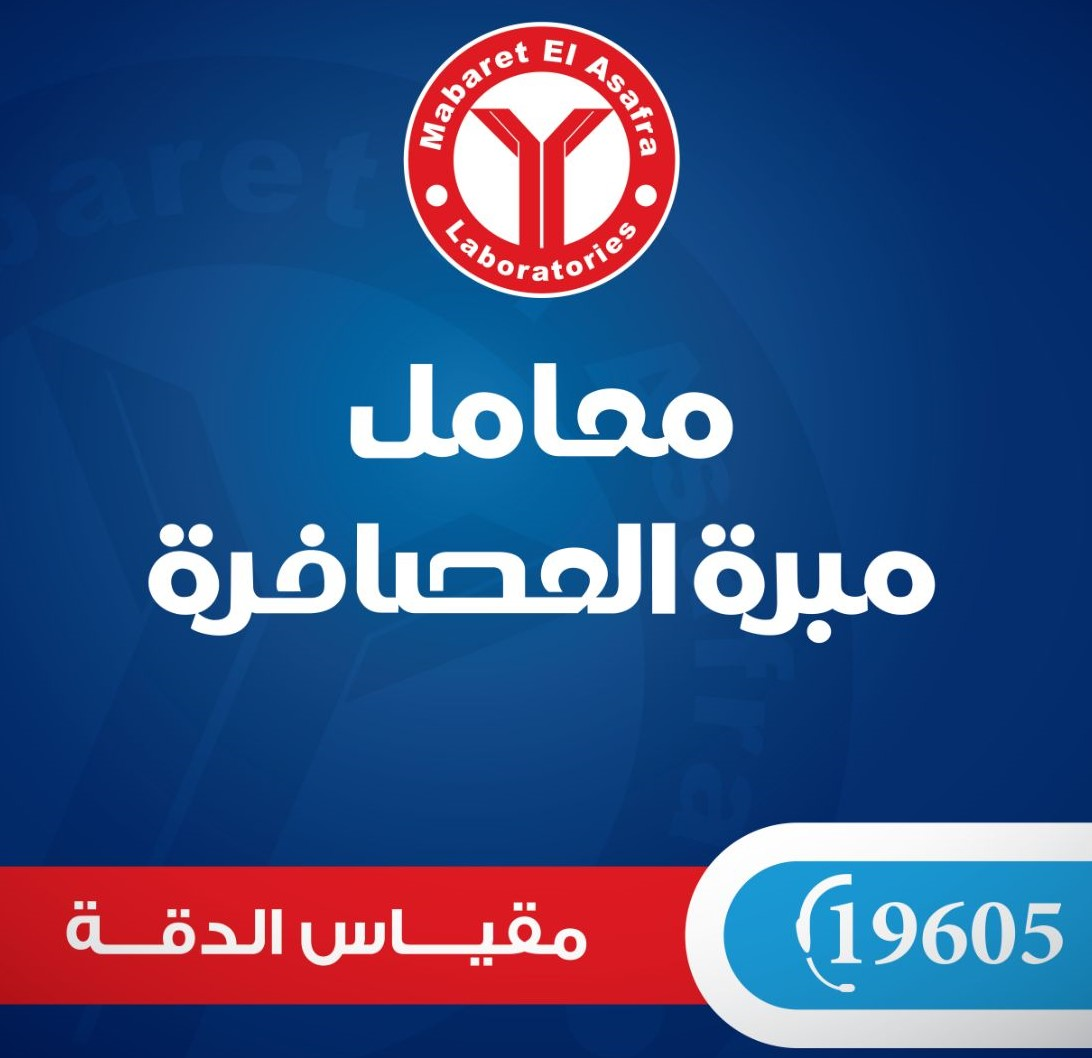 Mabaret El Asafra
Laboratories
معامل
مبرة العصافرة
مقياس الدقة
19605